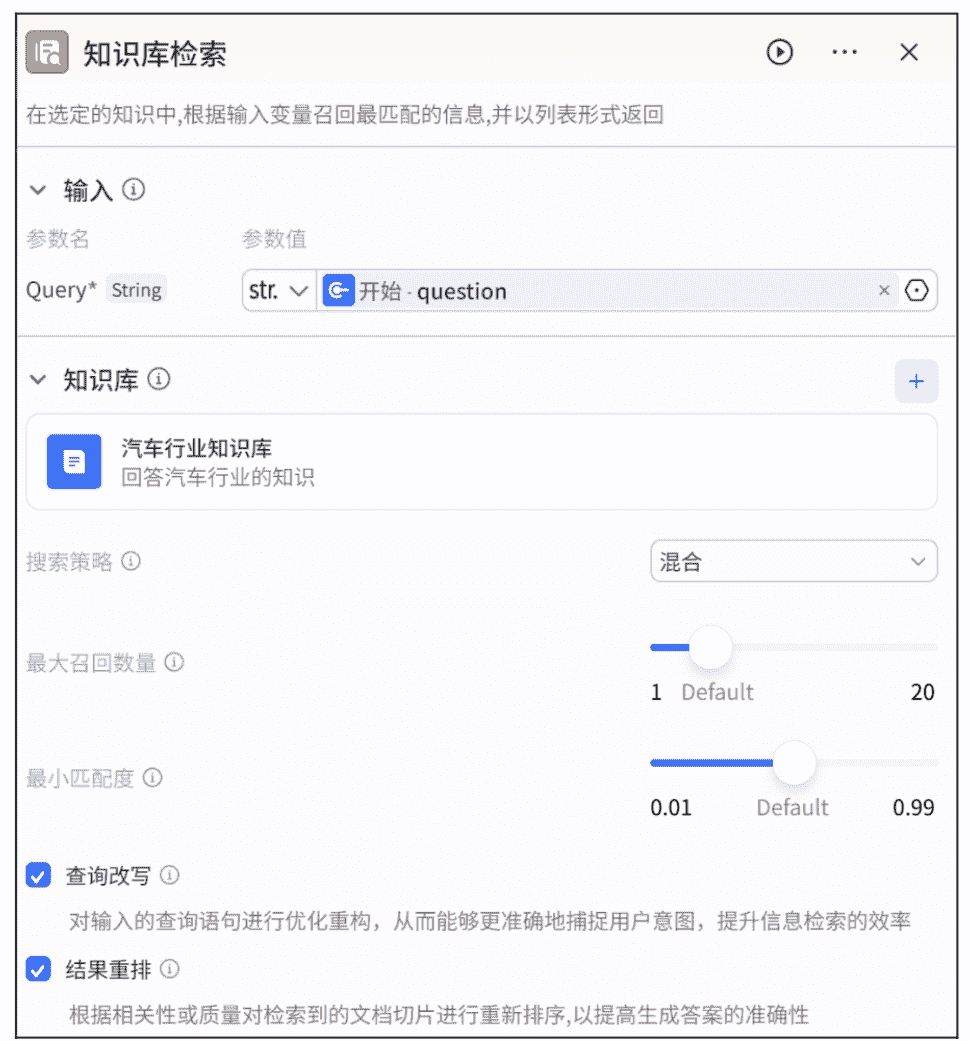 知识库检索
在选定的知识中,根据输入变量召回最匹配的信息,并以列表形式返回
输入
参数名 参数值
Query* String str. 开始 - question
知识库
汽车行业知识库
回答汽车行业的知识
搜索策略 混合
最大召回数量
1 Default 20
最小匹配度
0.01 Default 0.99
查询改写
对输入的查询语句进行优化重构，从而能够更准确地捕捉用户意图，提升信息检索的效率
结果重排
根据相关性或质量对检索到的文档切片进行重新排序,以提高生成答案的准确性